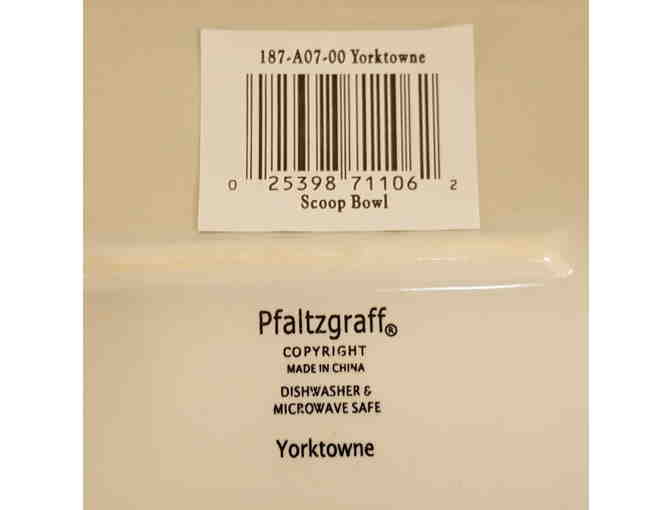 187-A07-00 Yorktowne
0 25398 71106 2
Scoop Bowl
Pfaltzgraff®
COPYRIGHT
MADE IN CHINA
DISHWASHER &
MICROWAVE SAFE
Yorktowne